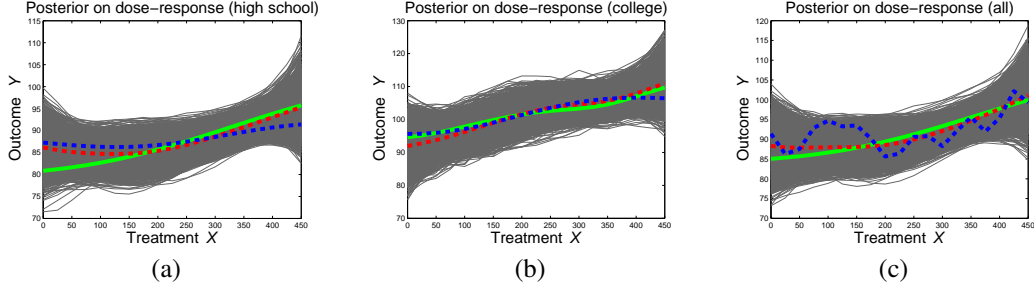 Posterior on dose−response (high school)
115
110
105
100
95
90
85
80
75
70
0 50 100 150 200 250 300 350 400 450
Outcome Y
Treatment X
(a)
Posterior on dose−response (college)
130
120
110
100
90
80
70
0 50 100 150 200 250 300 350 400 450
Outcome Y
Treatment X
(b)
Posterior on dose−response (all)
120
115
110
105
100
95
90
85
80
75
70
0 50 100 150 200 250 300 350 400 450
Outcome Y
Treatment X
(c)